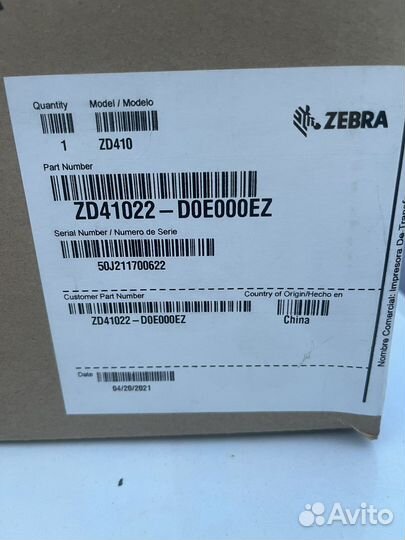 Quantity
Model / Modelo
ZEBRA
1
ZD410
Part Number
ZD41022-D0E000EZ
Serial Number / Numero de Serie
50J211700622
Customer Part Number
Country of Origin/Hecho en
ZD41022-D0E000EZ
China
Date
04/20/2021
Nombre Comercial: Impresora De
Avito